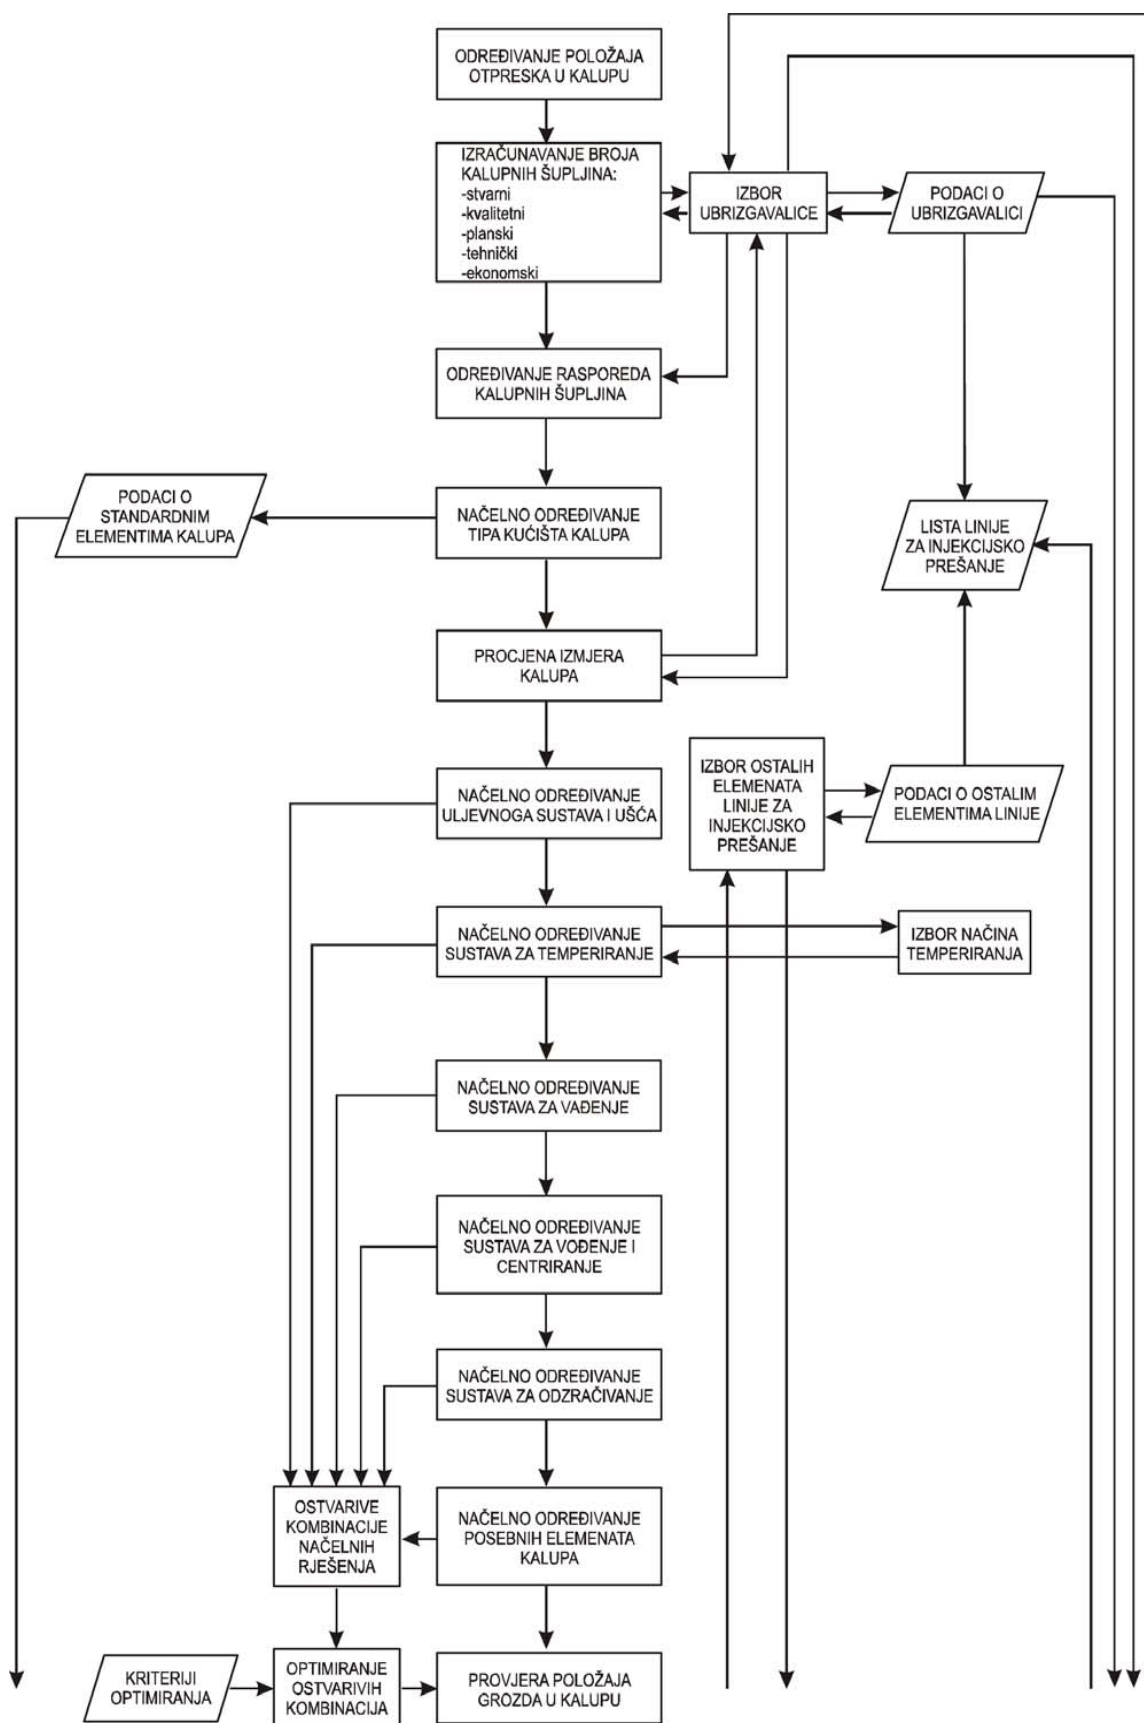 ODREĐIVANJE POLOŽAJA
OTPRESKA U KALUPU
IZRAČUNAVANJE BROJA
KALUPNIH ŠUPLJINA:
-stvarni
-kvalitetni
-planski
-tehnički
-ekonomski
IZBOR
UBRIZGAVALICE
PODACI O
UBRIZGAVALICI
ODREĐIVANJE RASPOREDA
KALUPNIH ŠUPLJINA
PODACI O
STANDARDNIM
ELEMENTIMA KALUPA
NAČELNO ODREĐIVANJE
TIPA KUĆIŠTA KALUPA
LISTA LINIJE
ZA INJEKCIJSKO
PREŠANJE
PROCJENA IZMJERA
KALUPA
NAČELNO ODREĐIVANJE
ULJEVNOGA SUSTAVA I UŠĆA
IZBOR OSTALIH
ELEMENATA
LINIJE ZA
INJEKCIJSKO
PREŠANJE
PODACI O OSTALIM
ELEMENTIMA LINIJE
NAČELNO ODREĐIVANJE
SUSTAVA ZA TEMPERIRANJE
IZBOR NAČINA
TEMPERIRANJA
NAČELNO ODREĐIVANJE
SUSTAVA ZA VAĐENJE
NAČELNO ODREĐIVANJE
SUSTAVA ZA VOĐENJE I
CENTRIRANJE
NAČELNO ODREĐIVANJE
SUSTAVA ZA ODZRAČIVANJE
OSTVARIVE
KOMBINACIJE
NAČELNIH
RJEŠENJA
NAČELNO ODREĐIVANJE
POSEBNIH ELEMENATA
KALUPA
KRITERIJI
OPTIMIRANJA
OPTIMIRANJE
OSTVARIVIH
KOMBINACIJA
PROVJERA POLOŽAJA
GROZDA U KALUPU